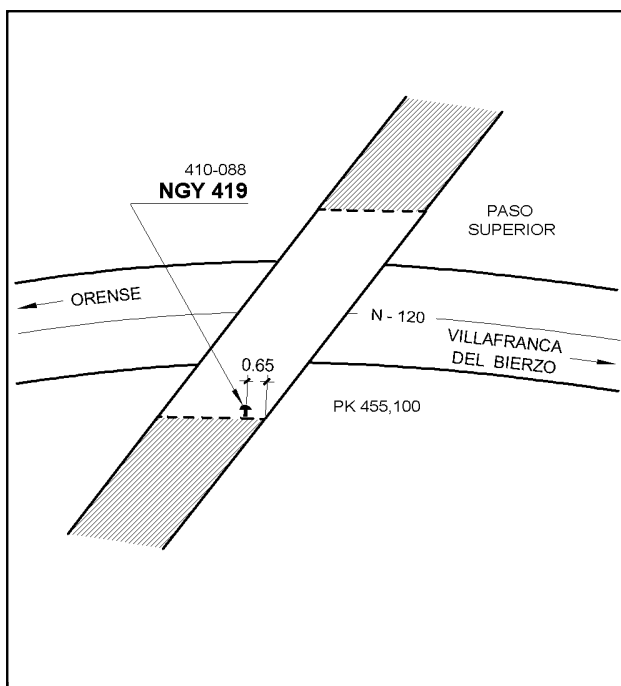 410-088
NGY 419
PASO
SUPERIOR
ORENSE
N - 120
VILLAFRANCA
DEL BIERZO
0.65
PK 455,100